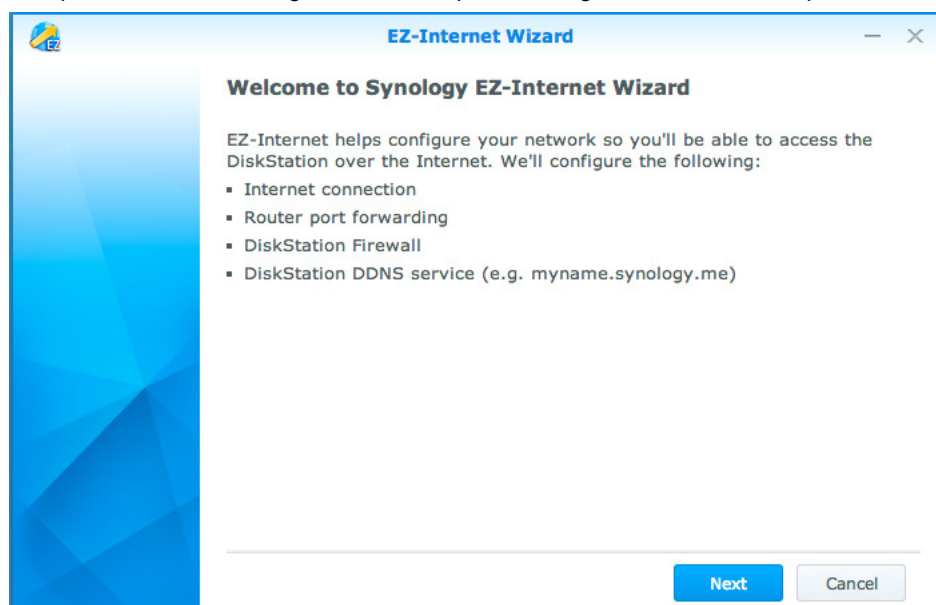 EZ-Internet Wizard
EZ
Welcome to Synology EZ-Internet Wizard
EZ-Internet helps configure your network so you'll be able to access the
DiskStation over the Internet. We'll configure the following:
▪ Internet connection
▪ Router port forwarding
▪ DiskStation Firewall
▪ DiskStation DDNS service (e.g. myname.synology.me)
Next Cancel